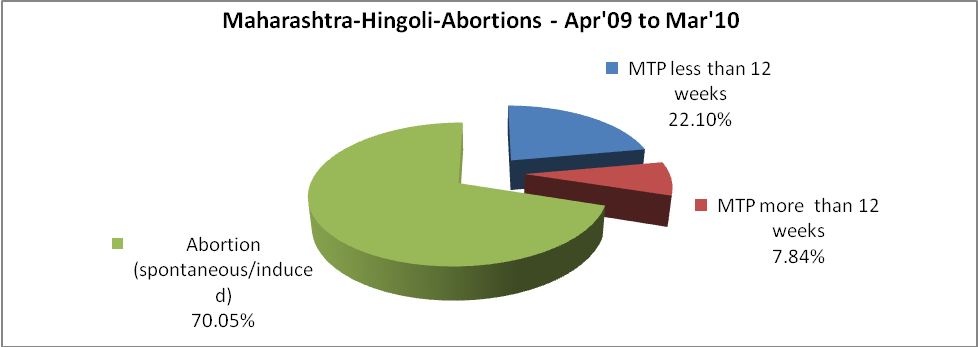 Maharashtra-Hingoli-Abortions - Apr'09 to Mar'10
MTP less than 12
weeks
22.10%
MTP more than 12
weeks
7.84%
Abortion
(spontaneous/induce
d)
70.05%